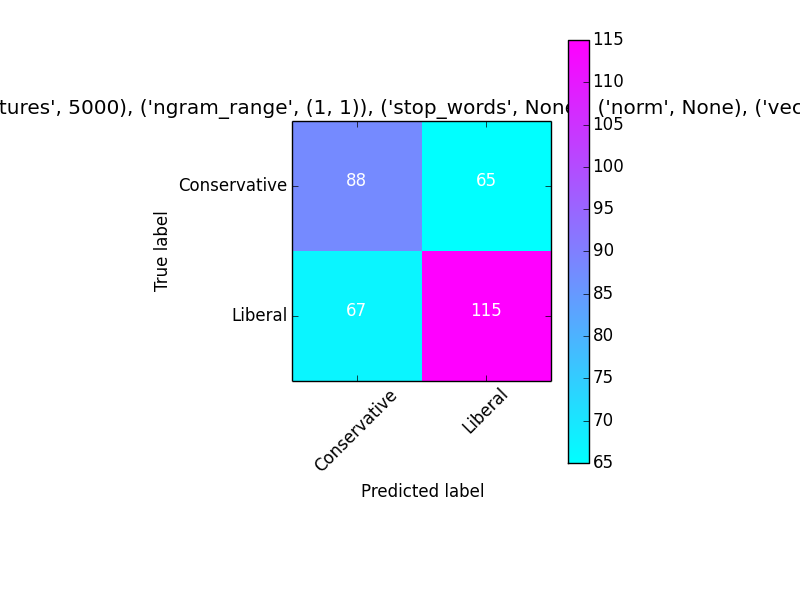 tures', 5000), ('ngram_range', (1, 1)), ('stop_words', None), ('norm', None), ('vec
True label
Conservative
Liberal
88
65
67
115
Conservative
Liberal
Predicted label
115
110
105
100
95
90
85
80
75
70
65